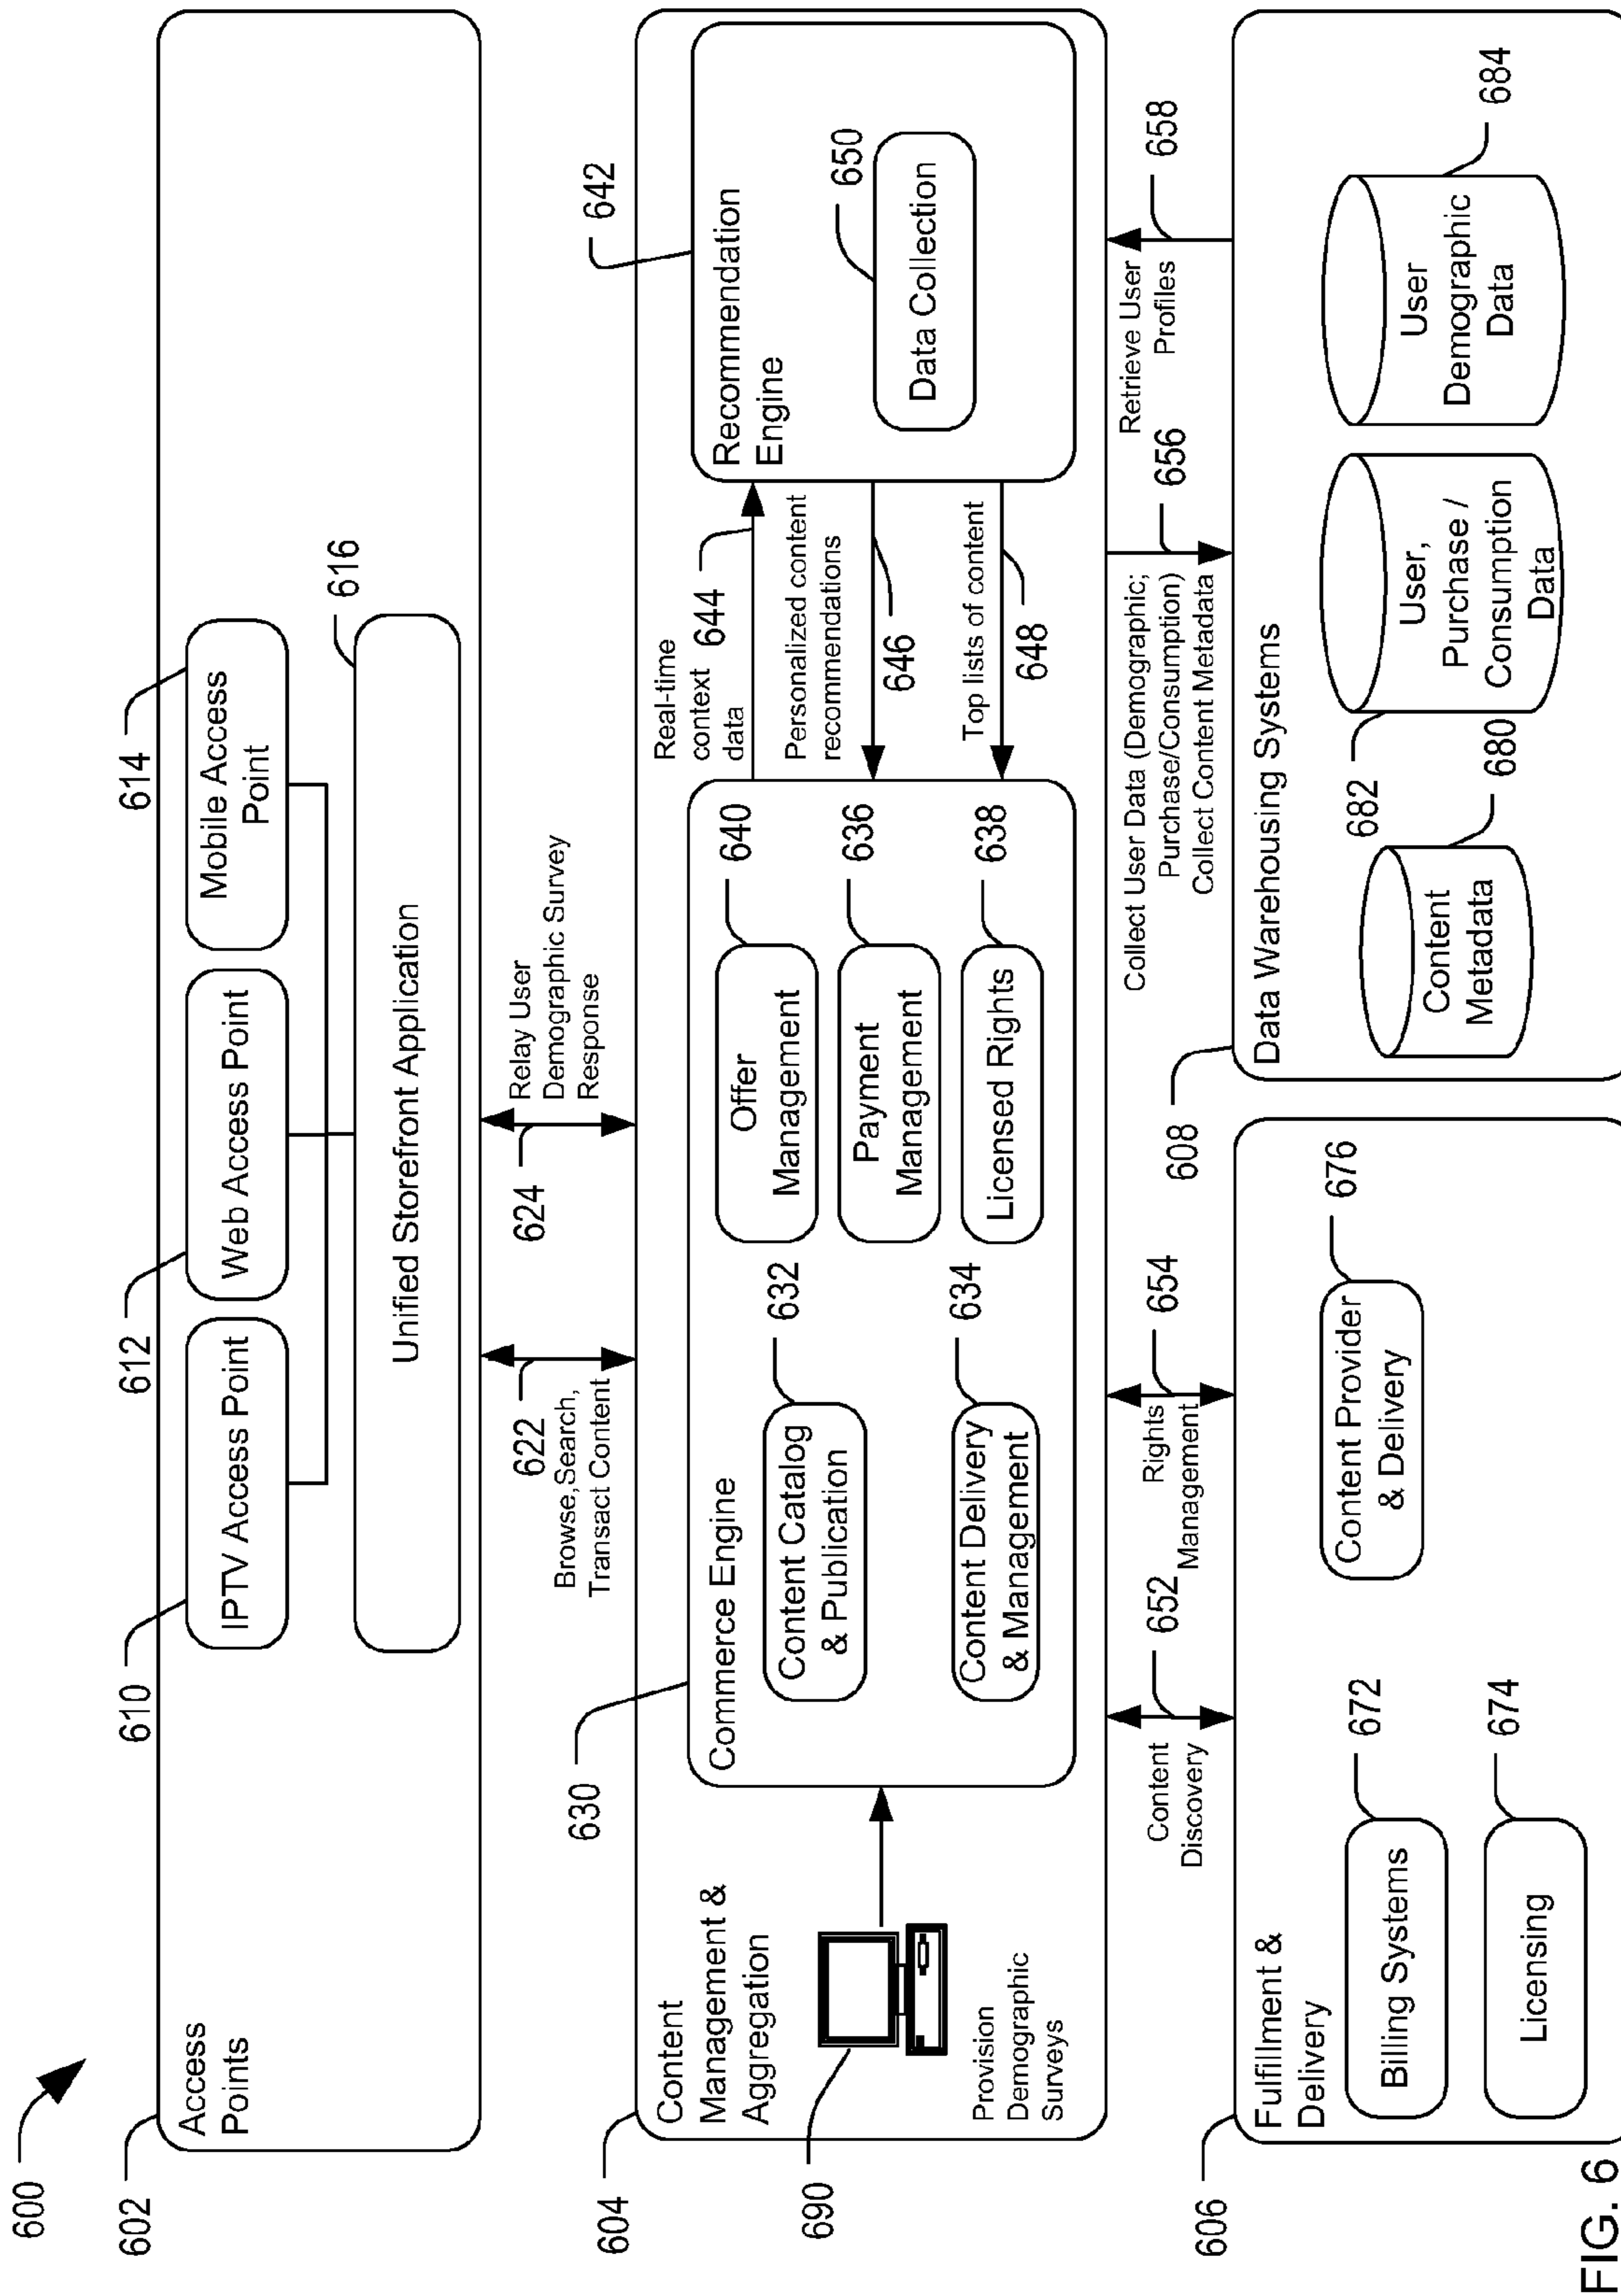 600
602
Access
Points
610
IPTV Access Point
612
Web Access Point
614
Mobile Access
Point
616
Unified Storefront Application
622
Browse,Search,
Transact Content
624
Relay User
Demographic Survey
Response
604
Content
Management &
Aggregation
690
Provision
Demographic
Surveys
630
Commerce Engine
632
Content Catalog
& Publication
634
Content Delivery
& Management
640
Offer
Management
636
Payment
Management
638
Licensed Rights
Real-time
context
data
644
Personalized content
recommendations
646
Top lists of content
648
642
Recommendation
Engine
650
Data Collection
Content
Discovery
652
Rights
Management
654
Collect User Data (Demographic;
Purchase/Consumption)
Collect Content Metadata
656
Retrieve User
Profiles
658
606
Fulfillment &
Delivery
672
Billing Systems
674
Licensing
676
Content Provider
& Delivery
608
Data Warehousing Systems
680
Content
Metadata
682
User,
Purchase /
Consumption
Data
684
User
Demographic
Data
FIG. 6